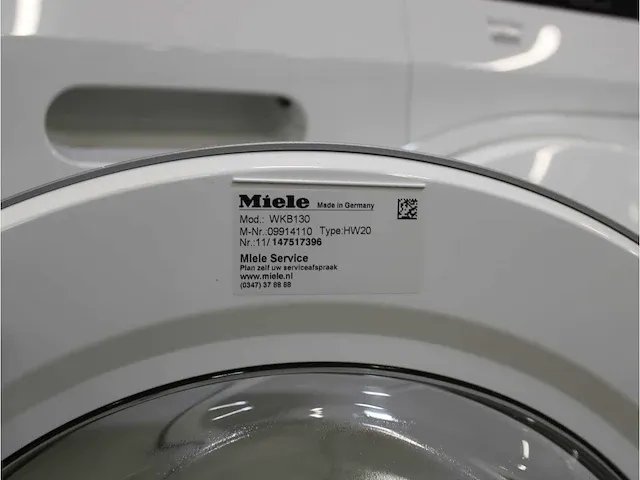 Miele Made in Germany
Mod.: WKB130
M-Nr.:09914110 Type:HW20
Nr.:11/ 147517396
Miele Service
Plan zelf uw serviceafspraak
www.miele.nl
(0347) 37 88 88